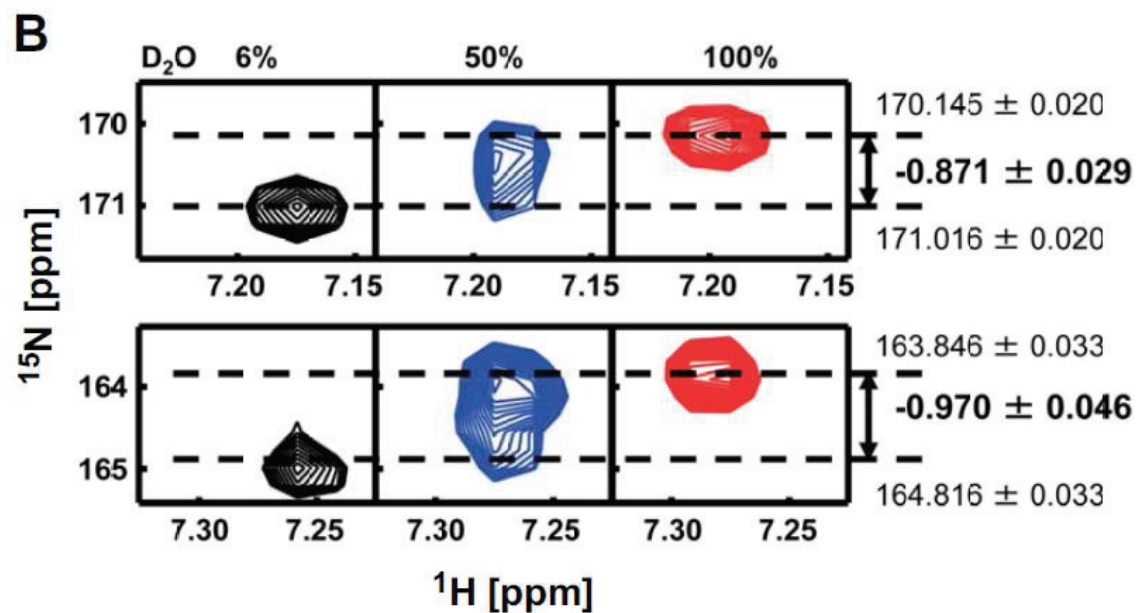 B
D₂O 6% 50% 100%
170
171
170.145 ± 0.020
-0.871 ± 0.029
171.016 ± 0.020
7.20 7.15 7.20 7.15 7.20 7.15
164
165
163.846 ± 0.033
-0.970 ± 0.046
164.816 ± 0.033
7.30 7.25 7.30 7.25 7.30 7.25
¹⁵N [ppm]
¹H [ppm]